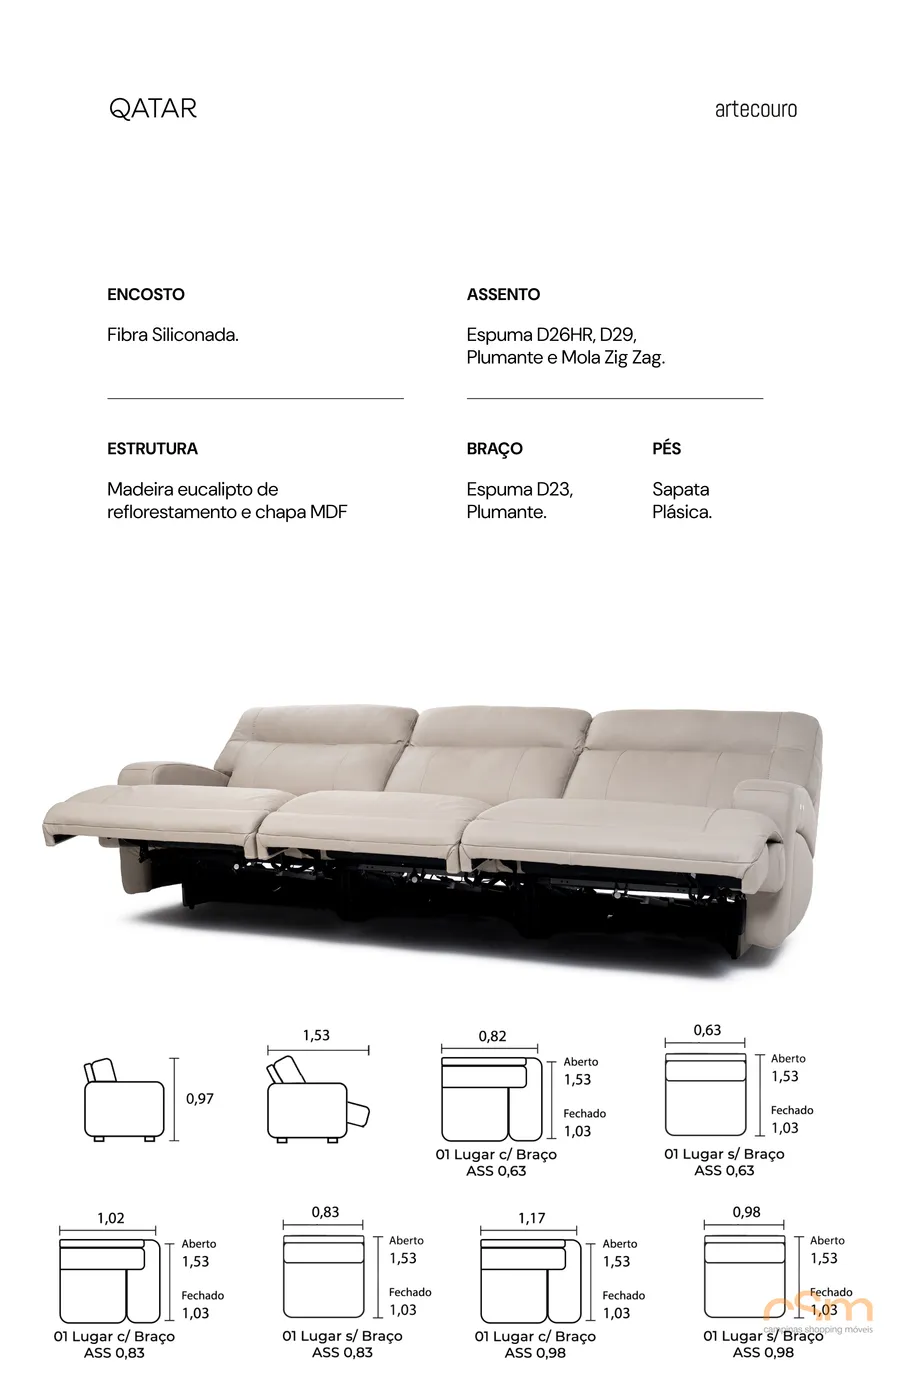 QATAR
artecouro
ENCOSTO
Fibra Siliconada.
ASSENTO
Espuma D26HR, D29,
Plumante e Mola Zig Zag.
ESTRUTURA
Madeira eucalipto de
reflorestamento e chapa MDF
BRAÇO
Espuma D23,
Plumante.
PÉS
Sapata
Plásica.
0,97
1,53
0,82
Aberto
1,53
Fechado
1,03
01 Lugar c/ Braço
ASS 0,63
0,63
Aberto
1,53
Fechado
1,03
01 Lugar s/ Braço
ASS 0,63
1,02
Aberto
1,53
Fechado
1,03
01 Lugar c/ Braço
ASS 0,83
0,83
Aberto
1,53
Fechado
1,03
01 Lugar s/ Braço
ASS 0,83
1,17
Aberto
1,53
Fechado
1,03
01 Lugar c/ Braço
ASS 0,98
0,98
Aberto
1,53
Fechado
1,03
01 Lugar s/ Braço
ASS 0,98
csm
campinas shopping móveis